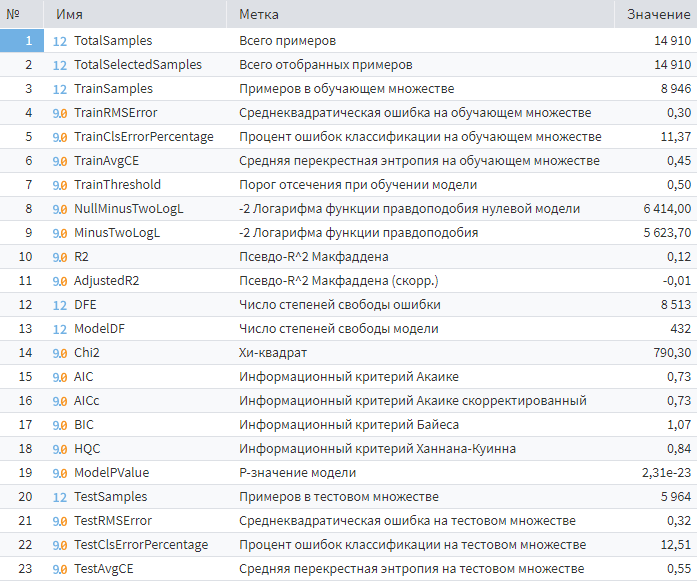 № Имя Метка Значение
1 12 TotalSamples Всего примеров 14 910
2 12 TotalSelectedSamples Всего отобранных примеров 14 910
3 12 TrainSamples Примеров в обучающем множестве 8 946
4 9.0 TrainRMSError Среднеквадратическая ошибка на обучающем множестве 0,30
5 9.0 TrainClsErrorPercentage Процент ошибок классификации на обучающем множестве 11,37
6 9.0 TrainAvgCE Средняя перекрестная энтропия на обучающем множестве 0,45
7 9.0 TrainThreshold Порог отсечения при обучении модели 0,50
8 9.0 NullMinusTwoLogL -2 Логарифма функции правдоподобия нулевой модели 6 414,00
9 9.0 MinusTwoLogL -2 Логарифма функции правдоподобия 5 623,70
10 9.0 R2 Псевдо-R^2 Макфаддена 0,12
11 9.0 AdjustedR2 Псевдо-R^2 Макфаддена (скорр.) -0,01
12 12 DFE Число степеней свободы ошибки 8 513
13 12 ModelDF Число степеней свободы модели 432
14 9.0 Chi2 Хи-квадрат 790,30
15 9.0 AIC Информационный критерий Акаике 0,73
16 9.0 AICc Информационный критерий Акаике скорректированный 0,73
17 9.0 BIC Информационный критерий Байеса 1,07
18 9.0 HQC Информационный критерий Ханнана-Куинна 0,84
19 9.0 ModelPValue P-значение модели 2,31e-23
20 12 TestSamples Примеров в тестовом множестве 5 964
21 9.0 TestRMSError Среднеквадратическая ошибка на тестовом множестве 0,32
22 9.0 TestClsErrorPercentage Процент ошибок классификации на тестовом множестве 12,51
23 9.0 TestAvgCE Средняя перекрестная энтропия на тестовом множестве 0,55